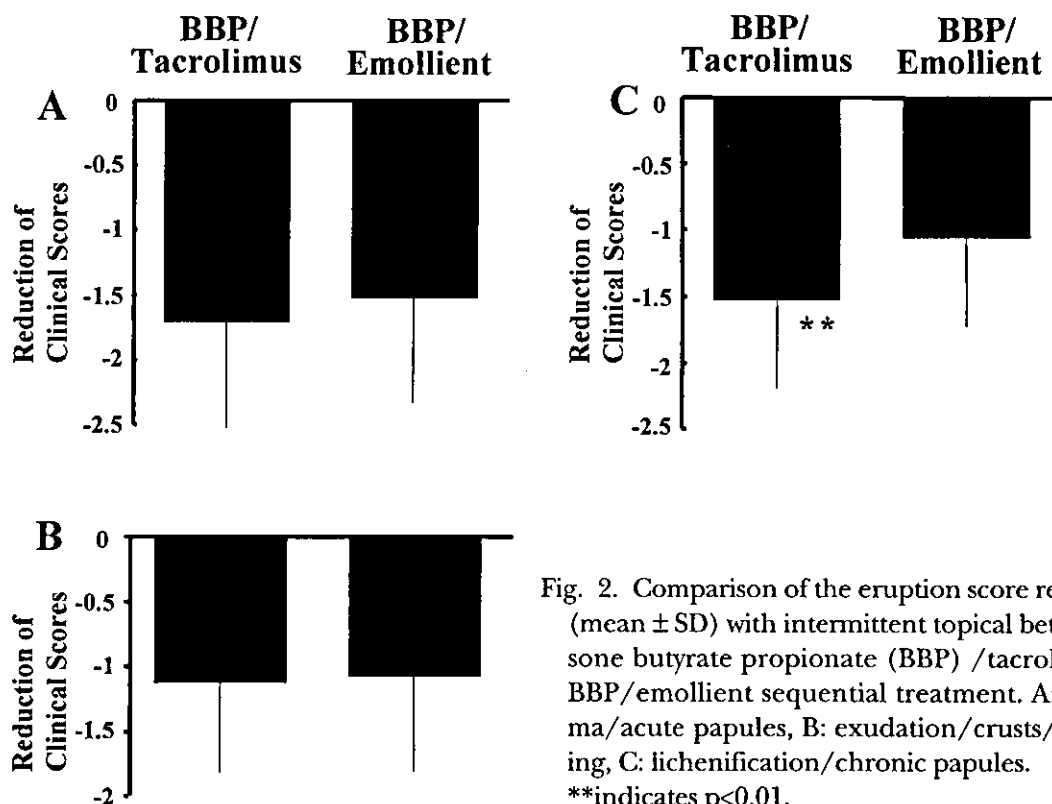 BBP/ Tacrolimus
BBP/ Emollient
A
0
-0.5
-1
-1.5
-2
-2.5
Reduction of
Clinical Scores
BBP/ Tacrolimus
BBP/ Emollient
C
0
-0.5
-1
-1.5
-2
-2.5
Reduction of
Clinical Scores
**
B
0
-0.5
-1
-1.5
-2
Reduction of
Clinical Scores
Fig. 2. Comparison of the eruption score re
(mean ± SD) with intermittent topical bet
sone butyrate propionate (BBP) /tacrol
BBP/emollient sequential treatment. A
ma/acute papules, B: exudation/crusts/
ing, C: lichenification/chronic papules.
**indicates p<0.01.